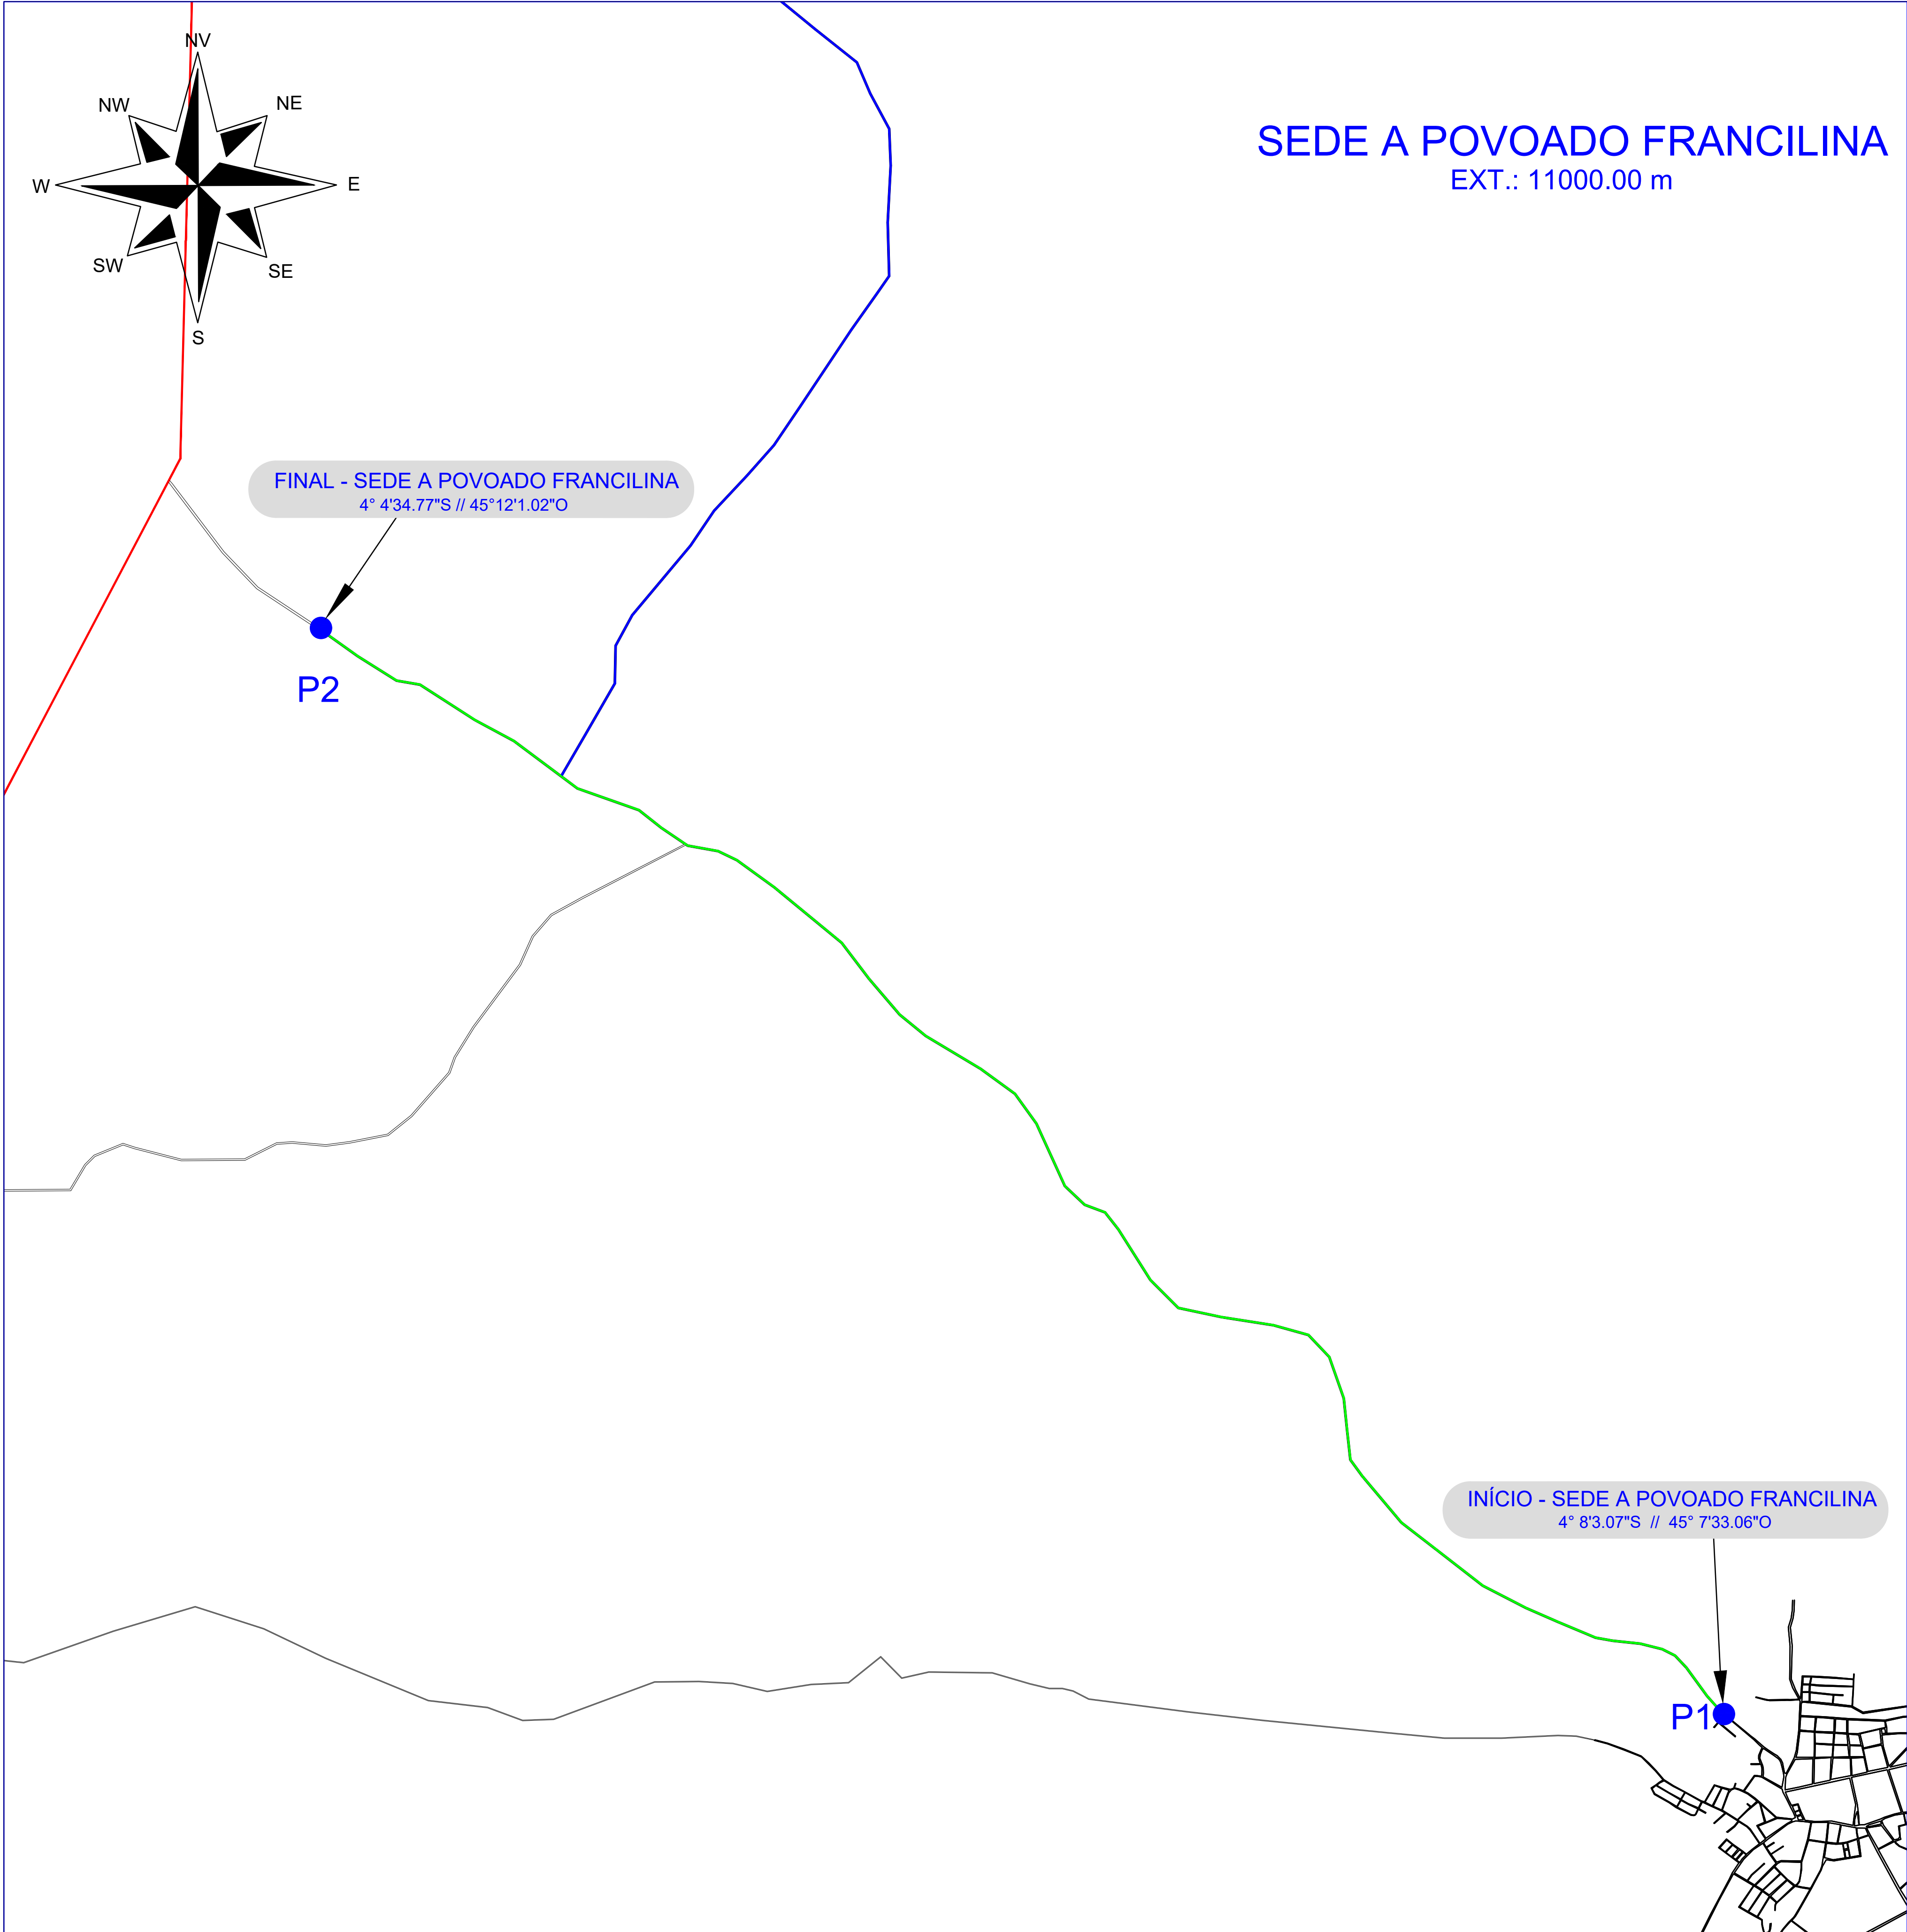 NV
NW
NE
W
E
SW
SE
S
SEDE A POVOADO FRANCILINA
EXT.: 11000.00 m
FINAL - SEDE A POVOADO FRANCILINA
4° 4'34.77"S // 45°12'1.02"O
P2
INÍCIO - SEDE A POVOADO FRANCILINA
4° 8'3.07"S // 45° 7'33.06"O
P1